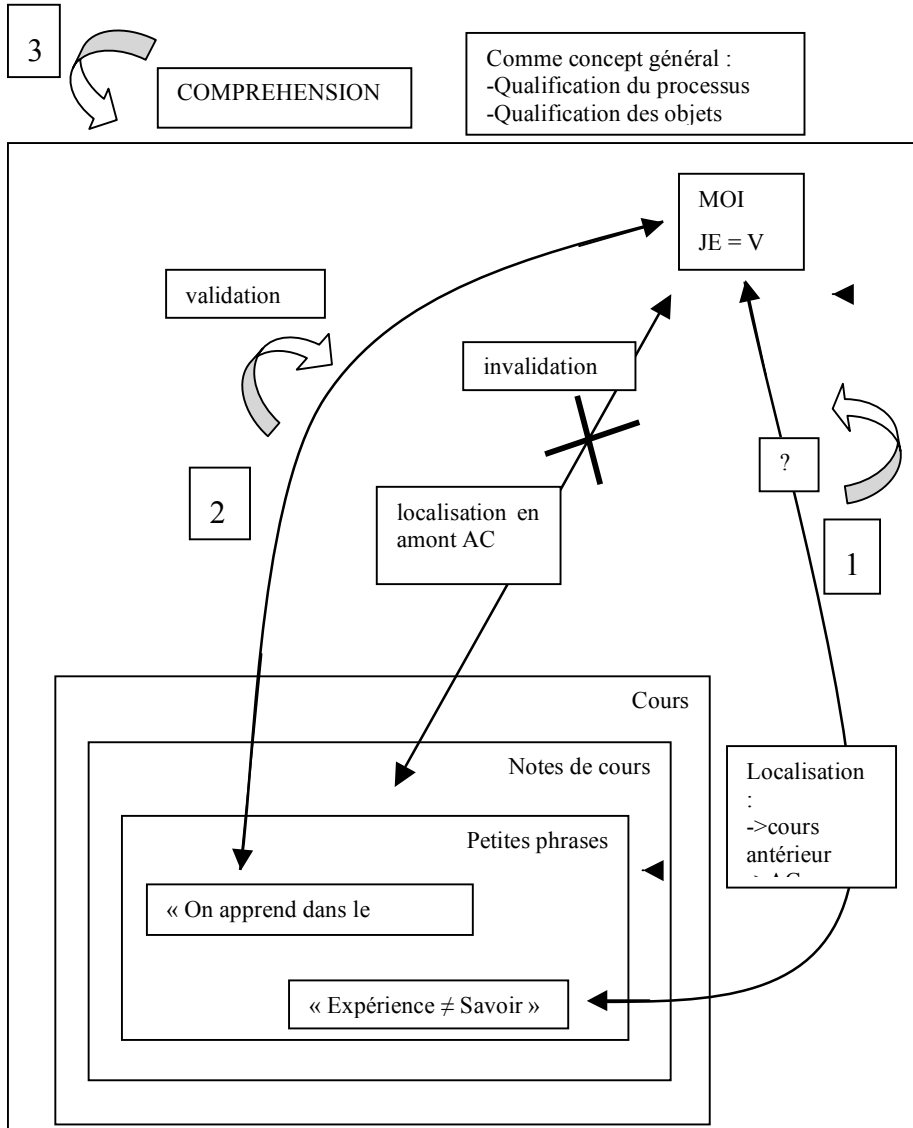 3
COMPREHENSION
Comme concept général :
-Qualification du processus
-Qualification des objets
MOI
JE = V
validation
invalidation
?
2
localisation en
amont AC
1
Cours
Notes de cours
Localisation
:
->cours
antérieur
-> AC
Petites phrases
« On apprend dans le
« Expérience ≠ Savoir »